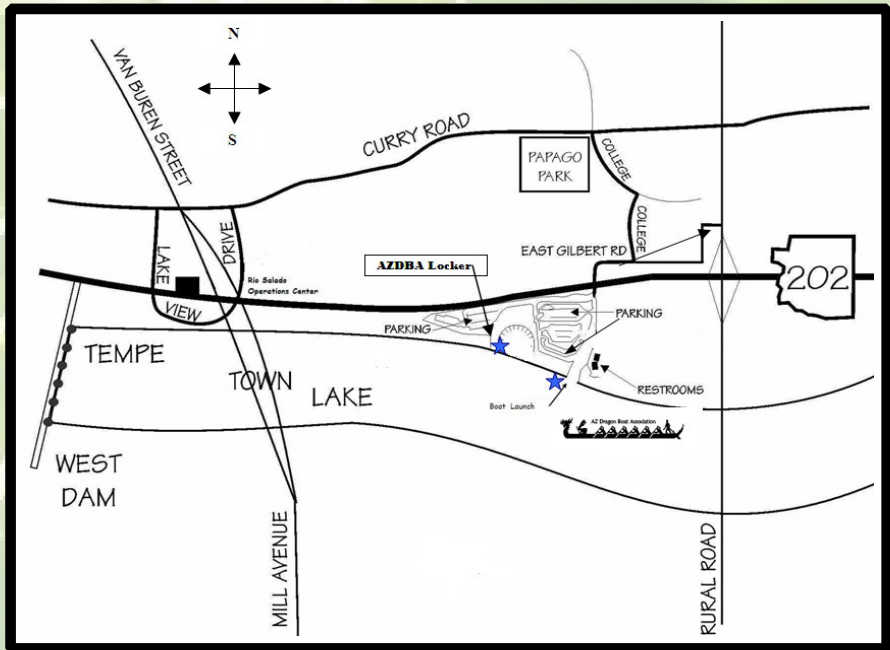 N
S
VAN BUREN STREET
CURRY ROAD
PAPAGO
PARK
COLLEGE
COLLEGE
EAST GILBERT RD
LAKE
DRIVE
VIEW
Rio Salado
Operations Center
AZDBA Locker
202
PARKING
PARKING
TEMPE
TOWN
LAKE
RESTROOMS
Boat Launch
AZ Dragon Boat Association
WEST
DAM
MILL AVENUE
RURAL ROAD